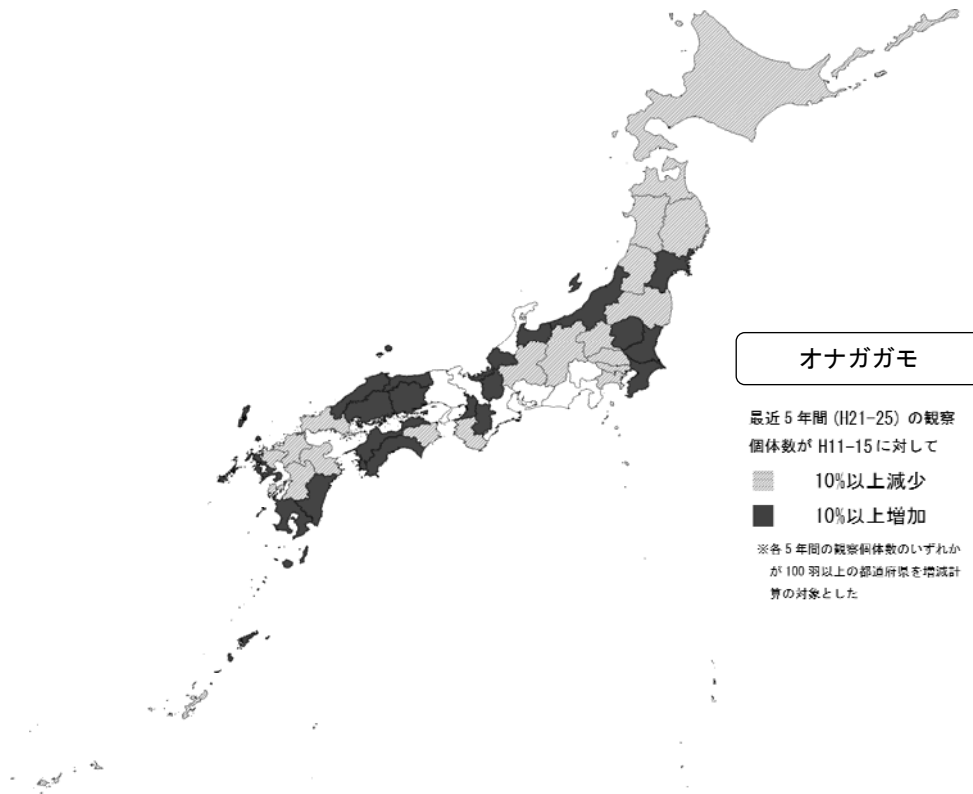 オナガガモ
最近５年間(H21-25)の観察
個体数がH11-15に対して
10%以上減少
10%以上増加
※各５年間の観察個体数のいずれか
が100羽以上の都道府県を増減計
算の対象とした